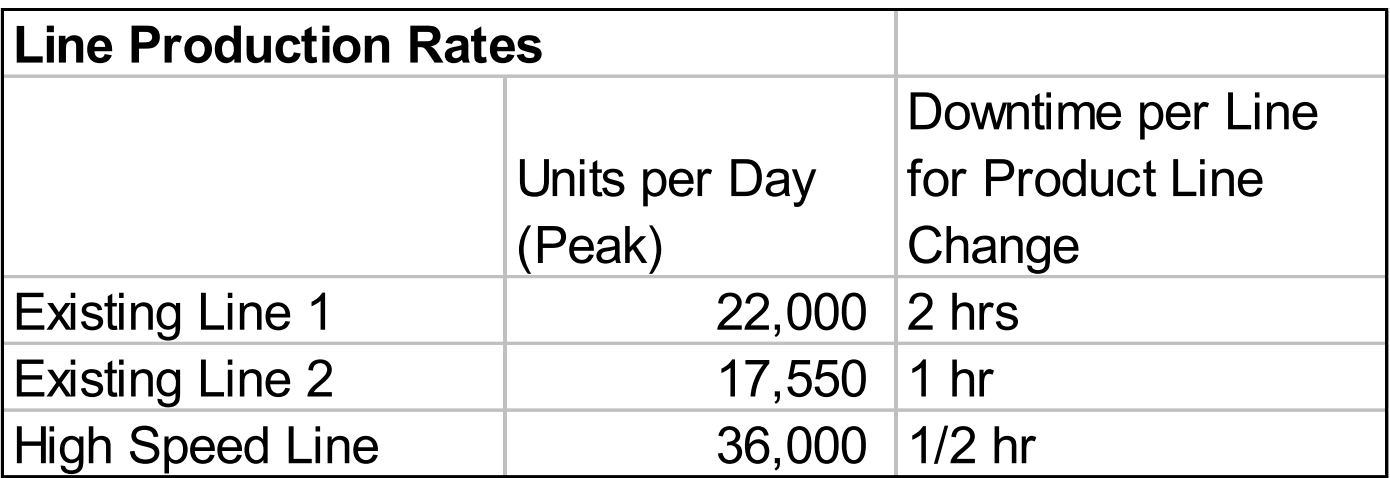 Line Production Rates
Units per Day
(Peak)
Downtime per Line
for Product Line
Change
Existing Line 1 22,000 2 hrs
Existing Line 2 17,550 1 hr
High Speed Line 36,000 1/2 hr